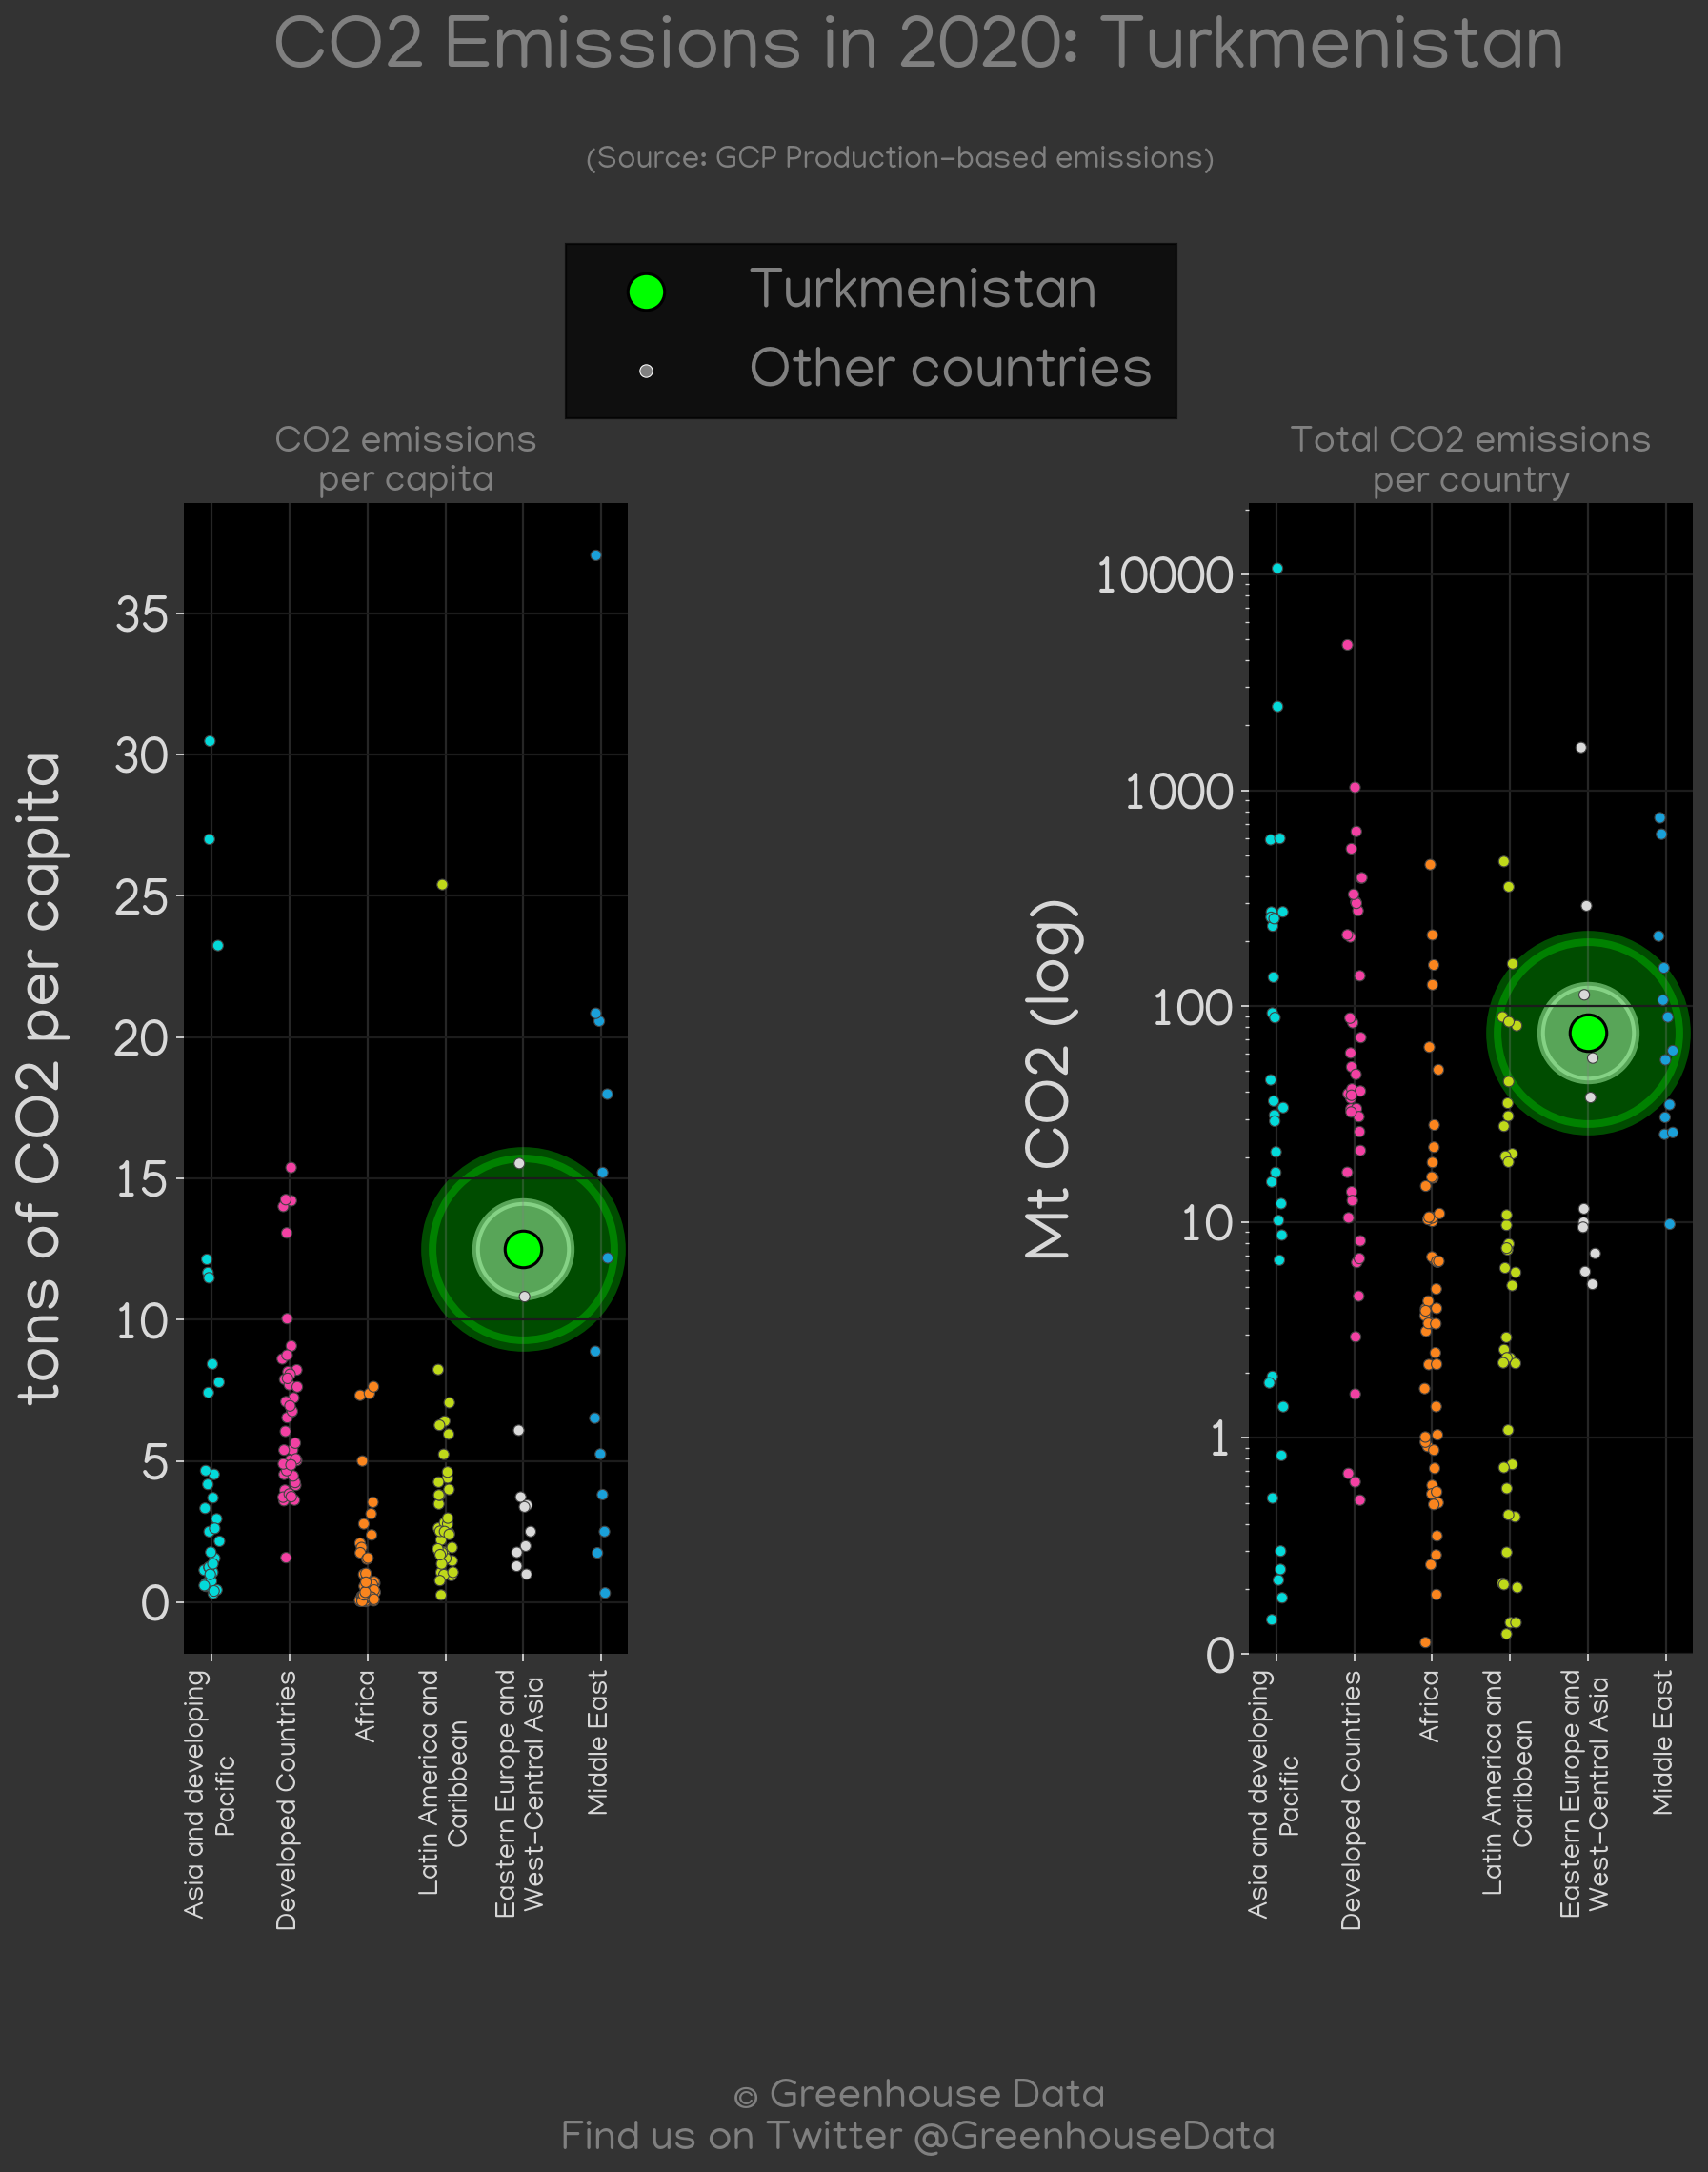 CO2 Emissions in 2020: Turkmenistan
(Source: GCP Production-based emissions)
Turkmenistan
Other countries
CO2 emissions
per capita
tons of CO2 per capita
35
30
25
20
15
10
5
0
Asia and developing
Pacific
Developed Countries
Africa
Latin America and
Caribbean
Eastern Europe and
West-Central Asia
Middle East
Total CO2 emissions
per country
Mt CO2 (log)
10000
1000
100
10
1
0
Asia and developing
Pacific
Developed Countries
Africa
Latin America and
Caribbean
Eastern Europe and
West-Central Asia
Middle East
© Greenhouse Data
Find us on Twitter @GreenhouseData